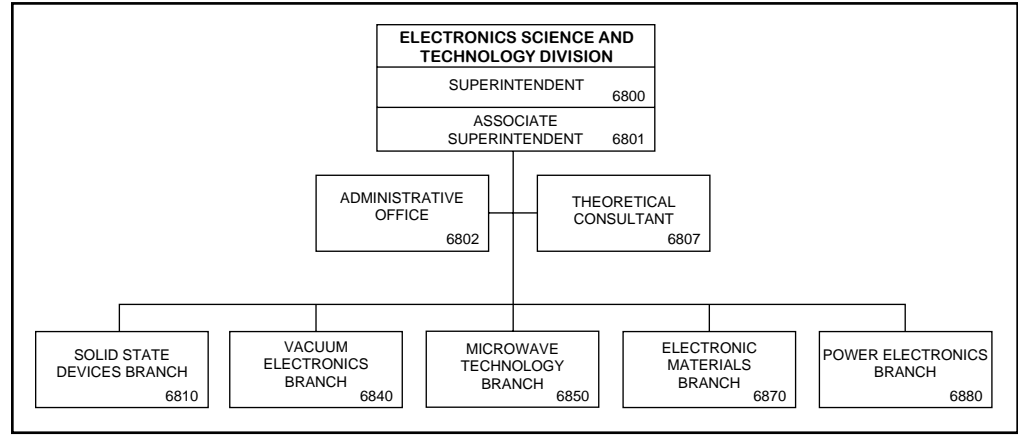 ELECTRONICS SCIENCE AND
TECHNOLOGY DIVISION
SUPERINTENDENT
6800
ASSOCIATE
SUPERINTENDENT 6801
ADMINISTRATIVE
OFFICE
6802
THEORETICAL
CONSULTANT
6807
SOLID STATE
DEVICES BRANCH
6810
VACUUM
ELECTRONICS
BRANCH
6840
MICROWAVE
TECHNOLOGY
BRANCH
6850
ELECTRONIC
MATERIALS
BRANCH
6870
POWER ELECTRONICS
BRANCH
6880